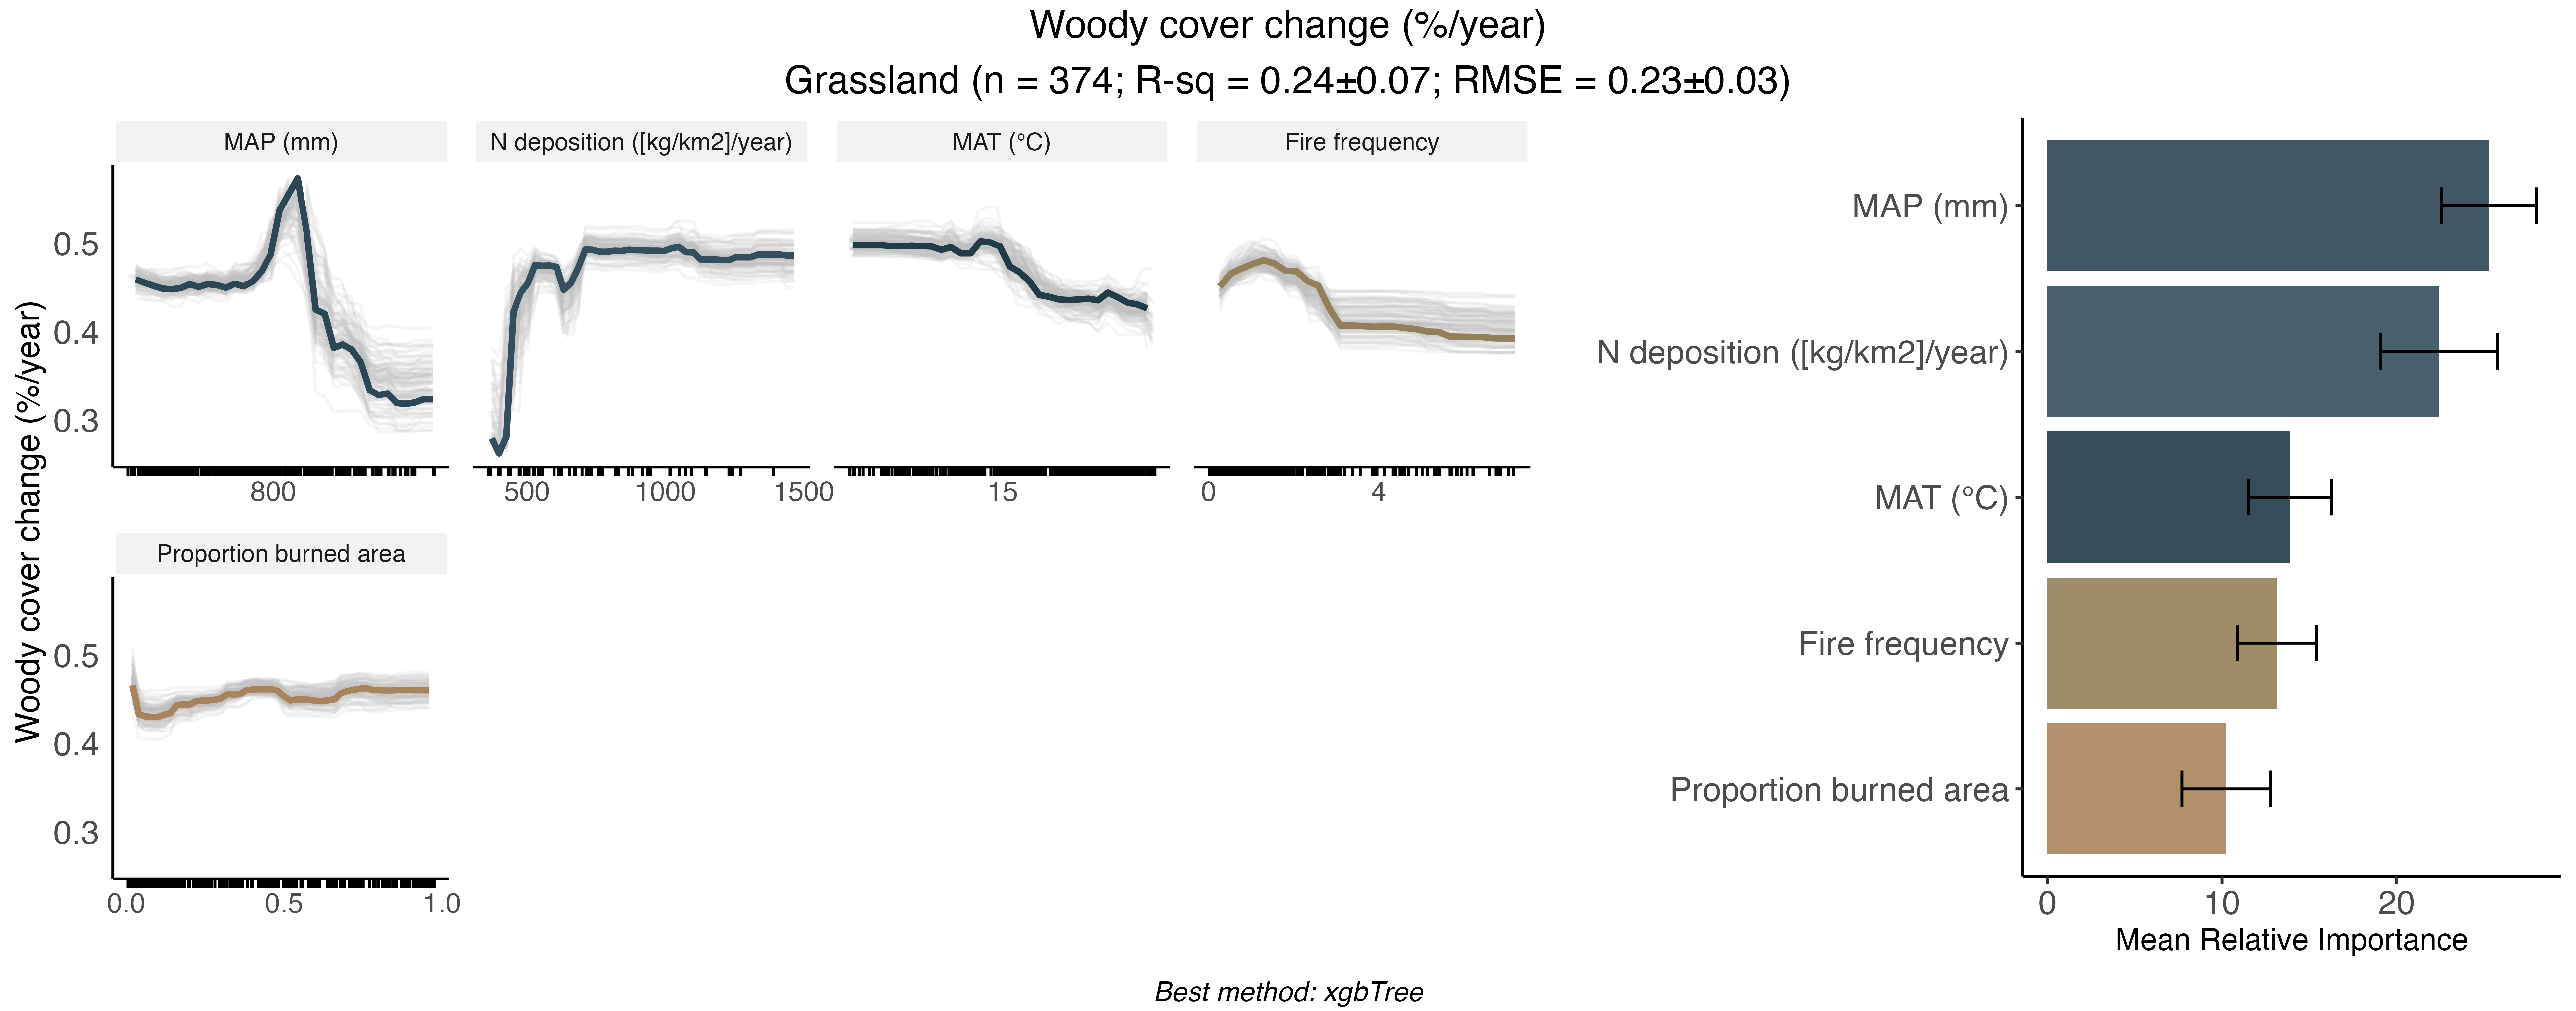 Woody cover change (%/year)
Grassland (n = 374; R-sq = 0.24±0.07; RMSE = 0.23±0.03)
Woody cover change (%/year)
MAP (mm)
N deposition ([kg/km2]/year)
MAT (°C)
Fire frequency
0.5
0.4
0.3
800
500 1000 1500
15
0 4
Proportion burned area
0.5
0.4
0.3
0.0 0.5 1.0
MAP (mm)
N deposition ([kg/km2]/year)
MAT (°C)
Fire frequency
Proportion burned area
0 10 20
Mean Relative Importance
Best method: xgbTree